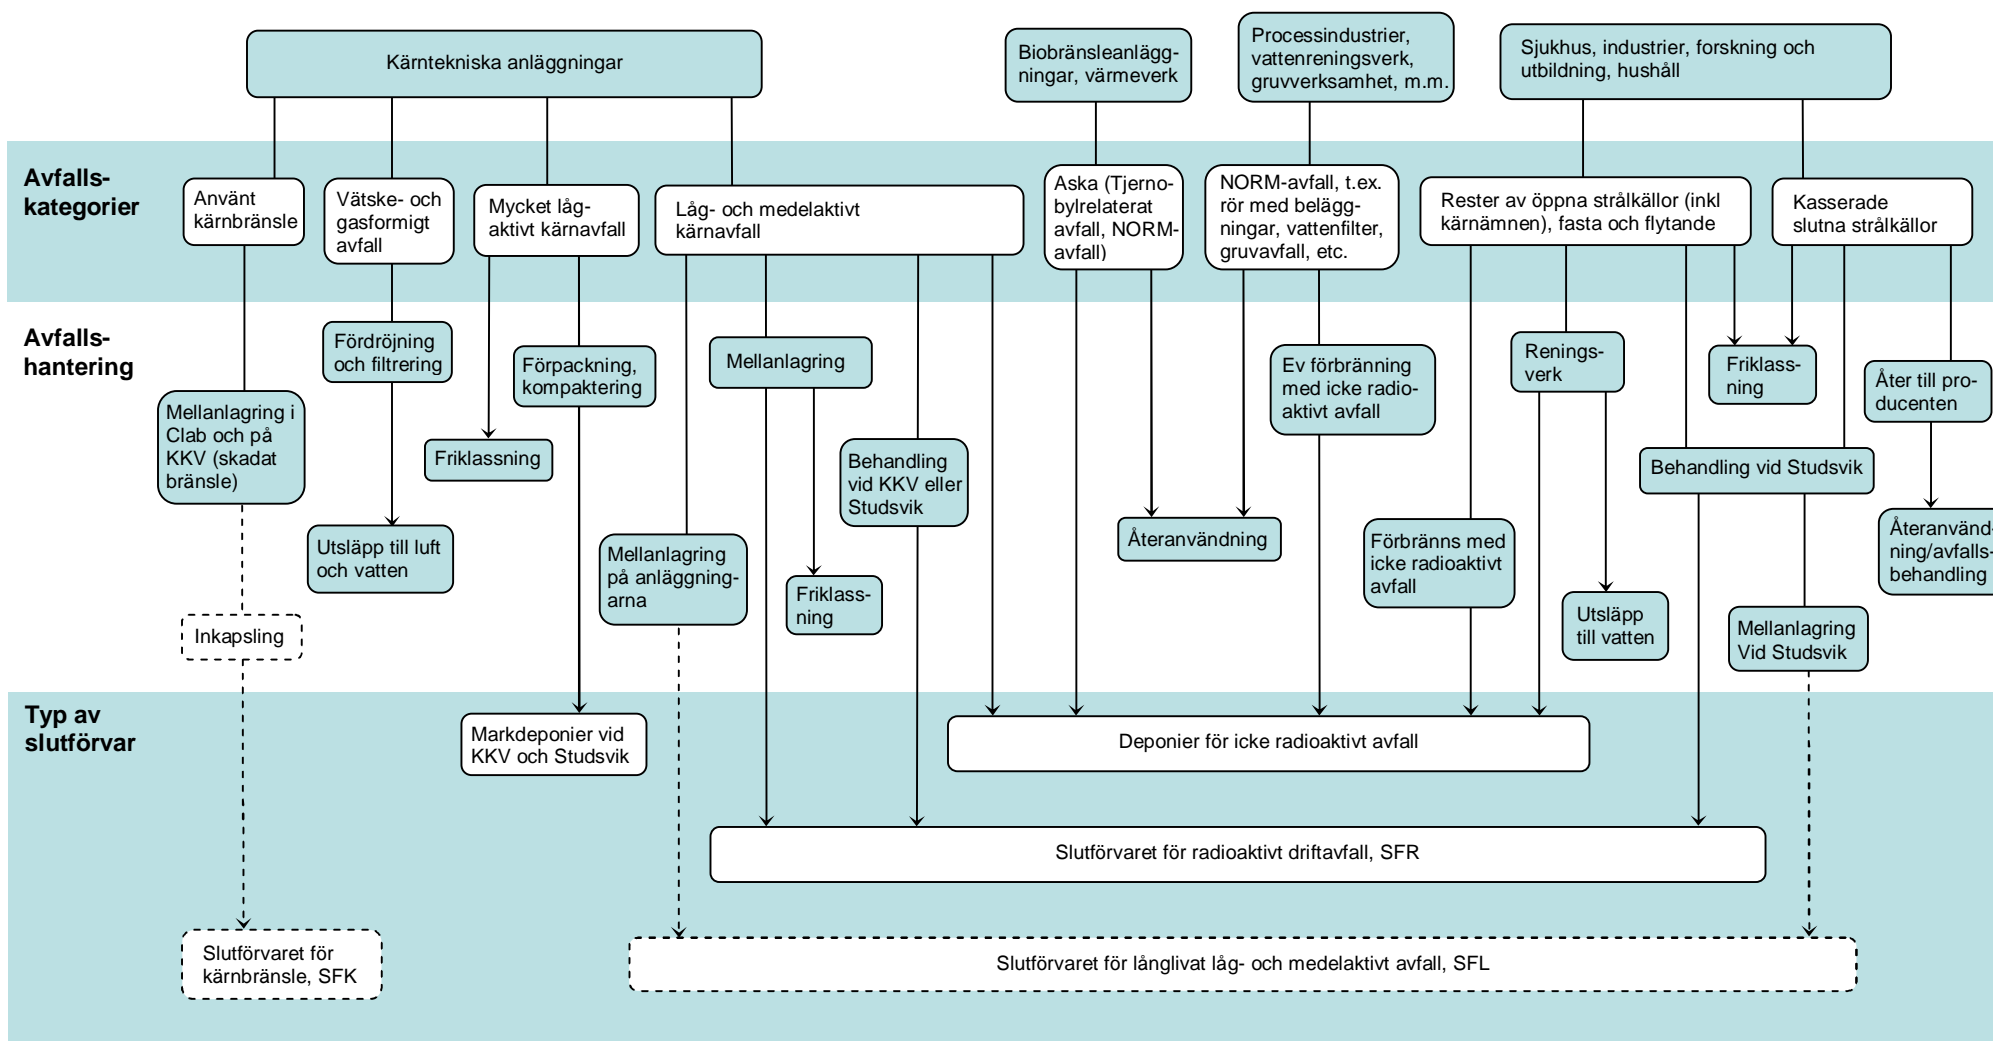 Kärntekniska anläggningar
Biobränsleanlägg-
ningar, värmeverk
Processindustrier,
vattenreningsverk,
gruvverksamhet, m.m.
Sjukhus, industrier, forskning och
utbildning, hushåll
Avfalls-
kategorier
Använt
kärnbränsle
Vätske- och
gasformigt
avfall
Mycket låg-
aktivt kärnavfall
Låg- och medelaktivt
kärnavfall
Aska (Tjerno-
bylrelaterat
avfall, NORM-
avfall)
NORM-avfall, t.ex.
rör med belägg-
ningar, vattenfilter,
gruvavfall, etc.
Rester av öppna strålkällor (inkl
kärnämnen), fasta och flytande
Kasserade
slutna strålkällor
Avfalls-
hantering
Mellanlagring i
Clab och på
KKV (skadat
bränsle)
Fördröjning
och filtrering
Utsläpp till luft
och vatten
Friklassning
Förpackning,
kompaktering
Mellanlagring
på anläggning-
arna
Mellanlagring
Friklass-
ning
Behandling
vid KKV eller
Studsvik
Återanvändning
Ev förbränning
med icke radio-
aktivt avfall
Förbränns med
icke radioaktivt
avfall
Renings-
verk
Utsläpp
till vatten
Friklass-
ning
Behandling vid Studsvik
Mellanlagring
Vid Studsvik
Åter till pro-
ducenten
Återanvänd-
ning/avfalls-
behandling
Inkapsling
Typ av
slutförvar
Markdeponier vid
KKV och Studsvik
Deponier för icke radioaktivt avfall
Slutförvaret för radioaktivt driftavfall, SFR
Slutförvaret för
kärnbränsle, SFK
Slutförvaret för långlivat låg- och medelaktivt avfall, SFL